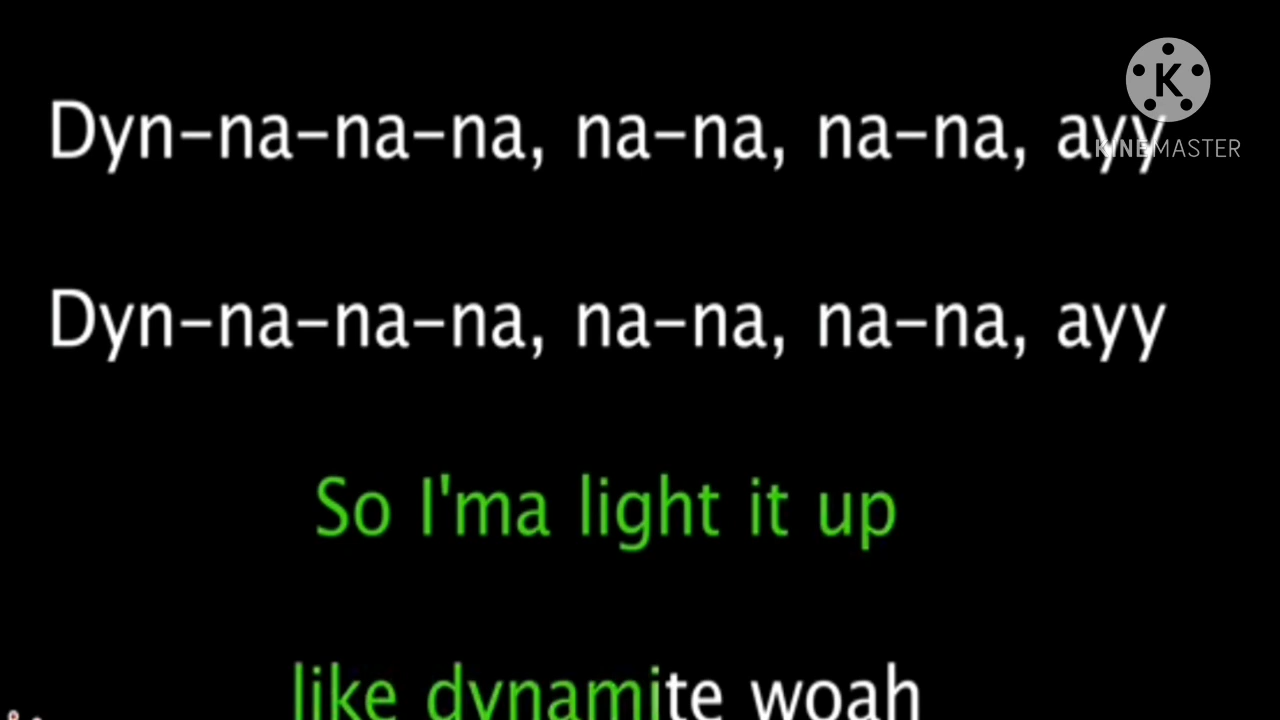 K
KINEMASTER
Dyn-na-na-na, na-na, na-na, ayy
Dyn-na-na-na, na-na, na-na, ayy
So I'ma light it up
like dynamite woah